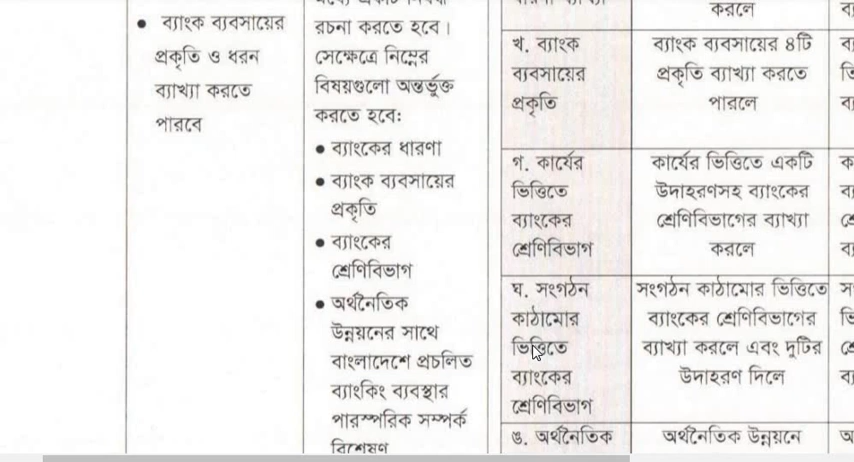 ● ব্যাংক ব্যবসায়ের
প্রকৃতি ও ধরন
ব্যাখ্যা করতে
পারবে
রচনা করতে হবে।
সেক্ষেত্রে নিম্নের
বিষয়গুলো অন্তর্ভুক্ত
করতে হবে:
● ব্যাংকের ধারণা
● ব্যাংক ব্যবসায়ের
প্রকৃতি
● ব্যাংকের
শ্রেণিবিভাগ
● অর্থনৈতিক
উন্নয়নের সাথে
বাংলাদেশে প্রচলিত
ব্যাংকিং ব্যবস্থার
পারস্পরিক সম্পর্ক
বিশ্লেষণ
করলে
খ. ব্যাংক
ব্যবসায়ের
প্রকৃতি
ব্যাংক ব্যবসায়ের ৪টি
প্রকৃতি ব্যাখ্যা করতে
পারলে
গ. কার্যের
ভিত্তিতে
ব্যাংকের
শ্রেণিবিভাগ
কার্যের ভিত্তিতে একটি
উদাহরণসহ ব্যাংকের
শ্রেণিবিভাগের ব্যাখ্যা
করলে
ঘ. সংগঠন
কাঠামোর
ভিত্তিতে
ব্যাংকের
শ্রেণিবিভাগ
সংগঠন কাঠামোর ভিত্তিতে
ব্যাংকের শ্রেণিবিভাগের
ব্যাখ্যা করলে এবং দুটির
উদাহরণ দিলে
ঙ. অর্থনৈতিক
অর্থনৈতিক উন্নয়নে